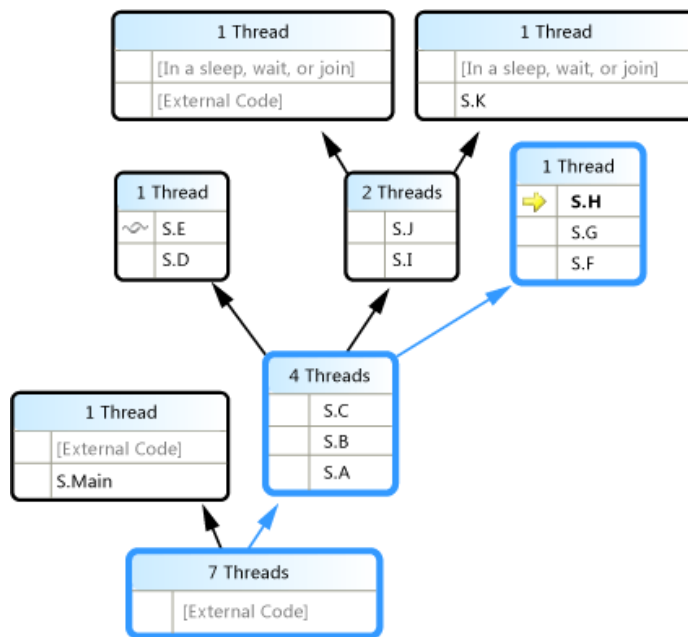 1 Thread
[In a sleep, wait, or join]
[External Code]
1 Thread
[In a sleep, wait, or join]
S.K
1 Thread
S.E
S.D
2 Threads
S.J
S.I
1 Thread
S.H
S.G
S.F
4 Threads
S.C
S.B
S.A
1 Thread
[External Code]
S.Main
7 Threads
[External Code]